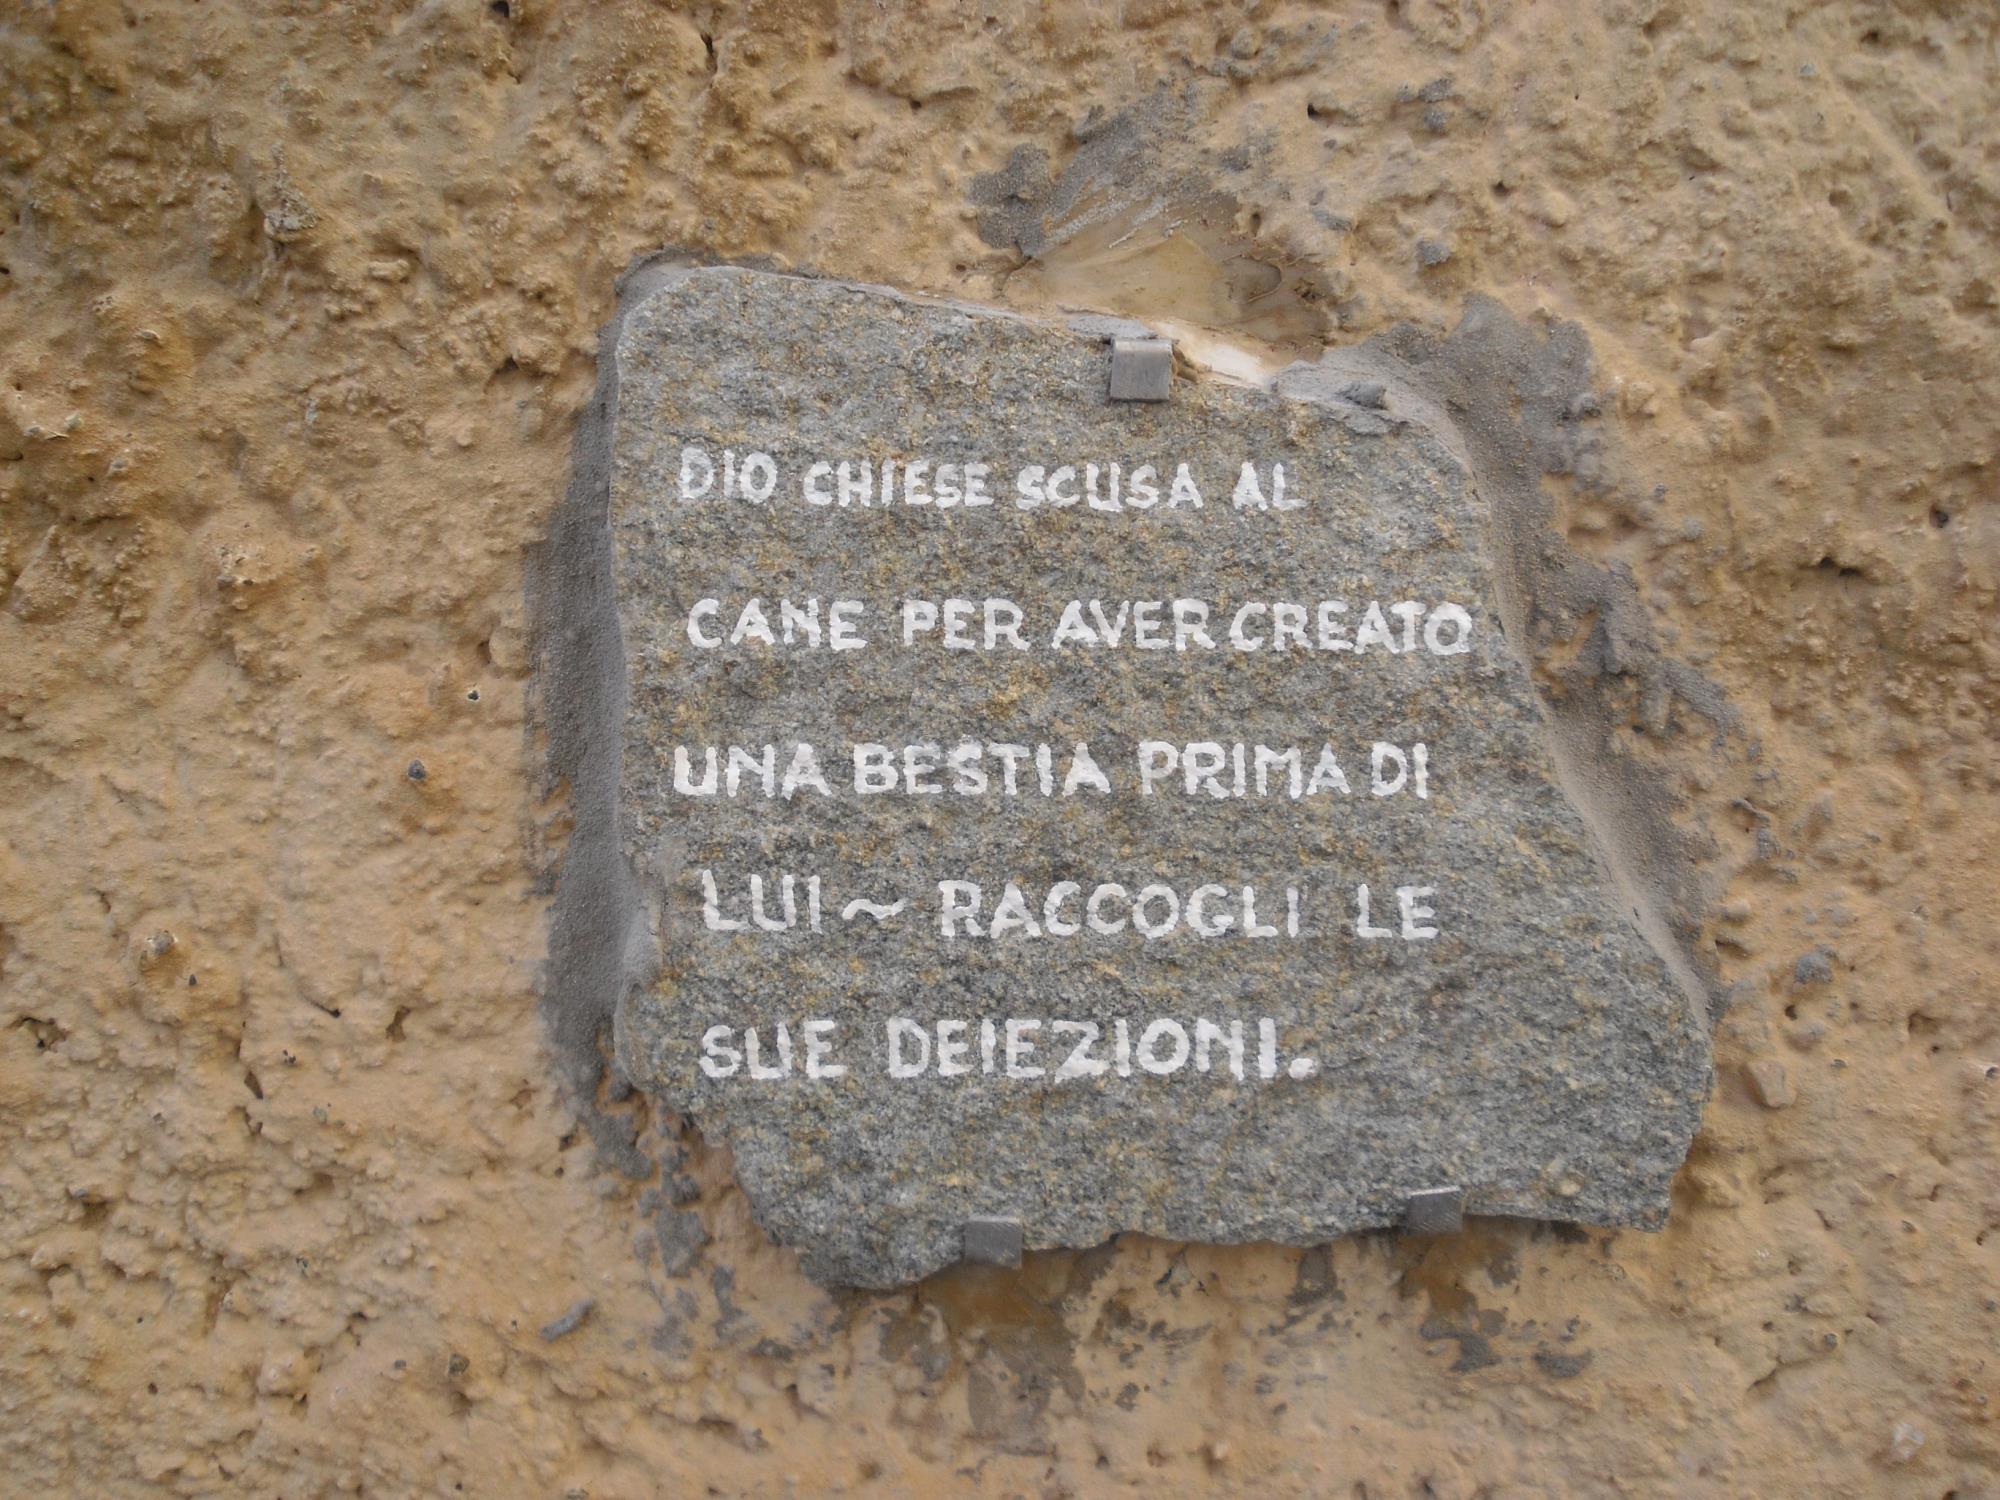 DIO CHIESE SCUSA AL
CANE PER AVER CREATO
UNA BESTIA PRIMA DI
LUI ~ RACCOGLI LE
SUE DEIEZIONI.